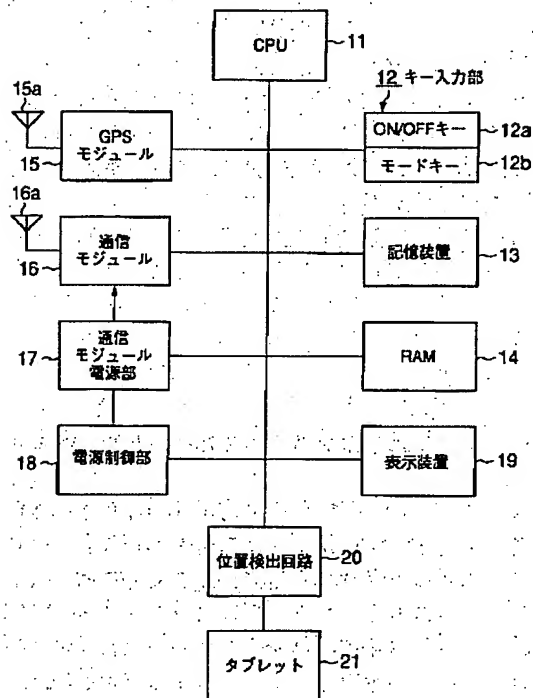 CPU
11
15a
GPS
モジュール
15
12 キー入力部
ON/OFFキー
12a
モードキー
12b
16a
通信
モジュール
16
記憶装置
13
通信
モジュール
電源部
17
RAM
14
電源制御部
18
表示装置
19
位置検出回路
20
タブレット
21